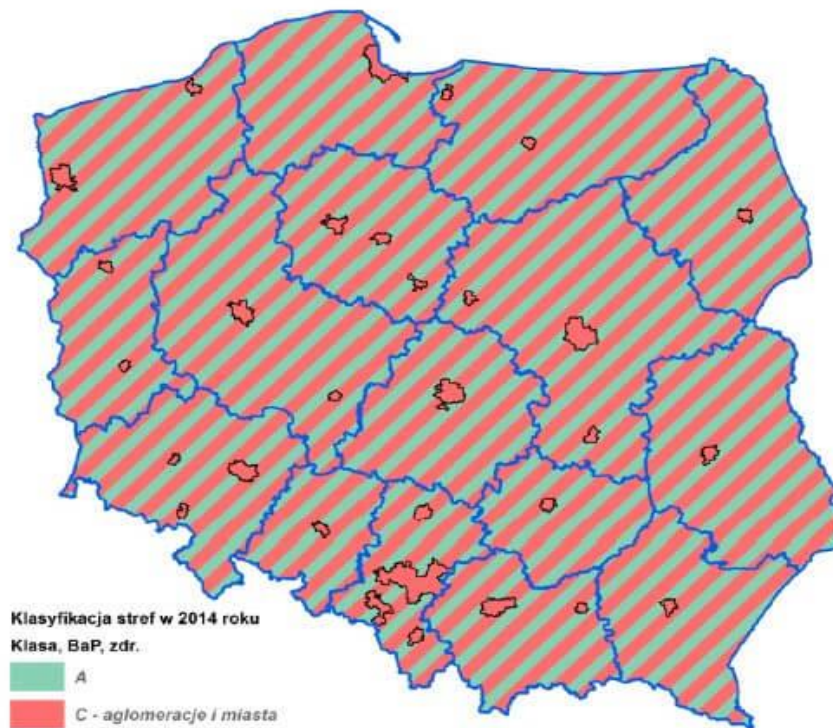 Klasyfikacja stref w 2014 roku
Klasa, BaP, zdr.
A
C - aglomeracje i miasta